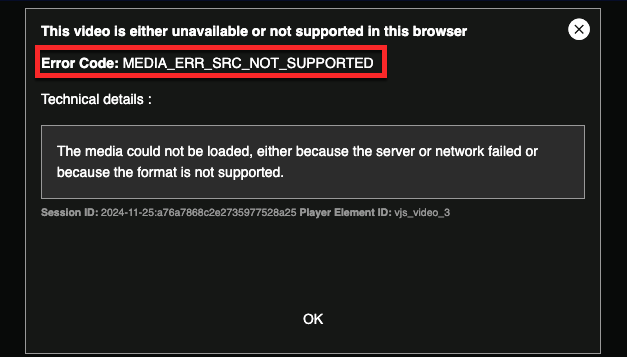 This video is either unavailable or not supported in this browser
Error Code: MEDIA_ERR_SRC_NOT_SUPPORTED
Technical details :
The media could not be loaded, either because the server or network failed or
because the format is not supported.
Session ID: 2024-11-25:a76a7868c2e2735977528a25 Player Element ID: vjs_video_3
OK